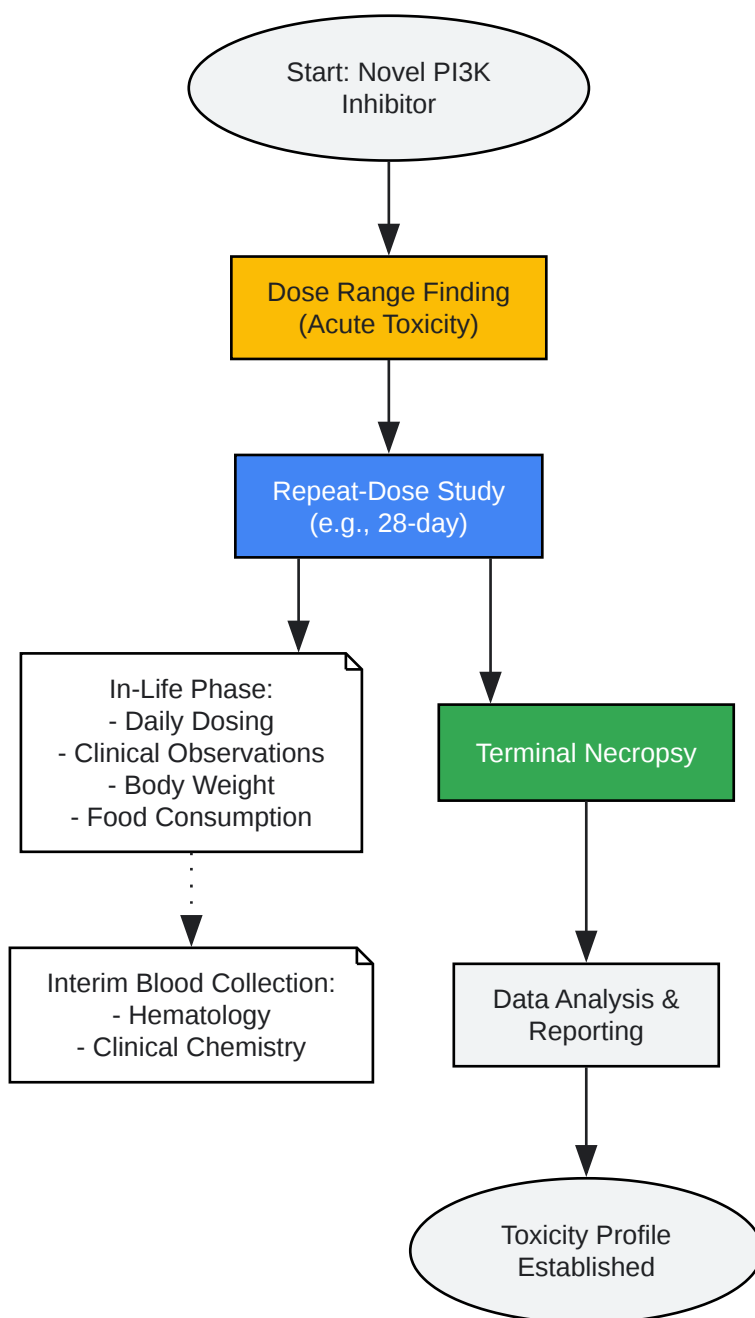 Start: Novel PI3K
Inhibitor
Dose Range Finding
(Acute Toxicity)
Repeat-Dose Study
(e.g., 28-day)
In-Life Phase:
- Daily Dosing
- Clinical Observations
- Body Weight
- Food Consumption
Terminal Necropsy
Interim Blood Collection:
- Hematology
- Clinical Chemistry
Data Analysis &
Reporting
Toxicity Profile
Established